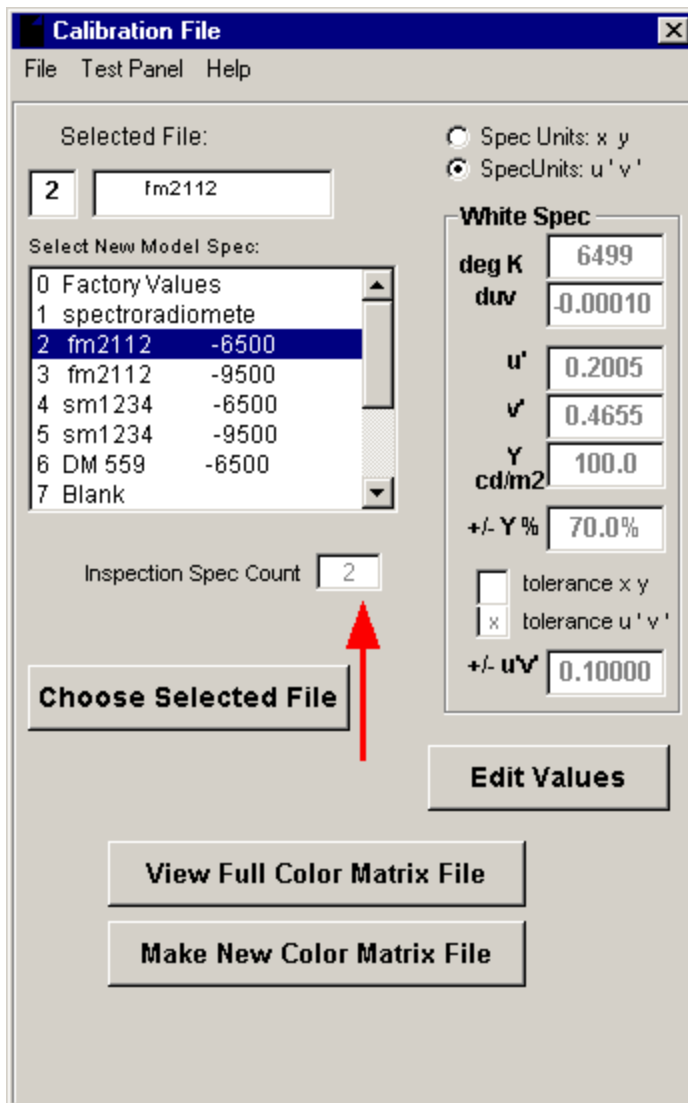 Calibration File
File Test Panel Help
Selected File:
2 fm2112
Select New Model Spec:
0 Factory Values
1 spectroradiomete
2 fm2112 -6500
3 fm2112 -9500
4 sm1234 -6500
5 sm1234 -9500
6 DM 559 -6500
7 Blank
Inspection Spec Count 2
Choose Selected File
Spec Units: x y
SpecUnits: u ' v '
White Spec
deg K 6499
duv -0.00010
u' 0.2005
v' 0.4655
Y
cd/m2 100.0
+/- Y % 70.0%
tolerance x y
x tolerance u ' v '
+/- u'v' 0.10000
Edit Values
View Full Color Matrix File
Make New Color Matrix File